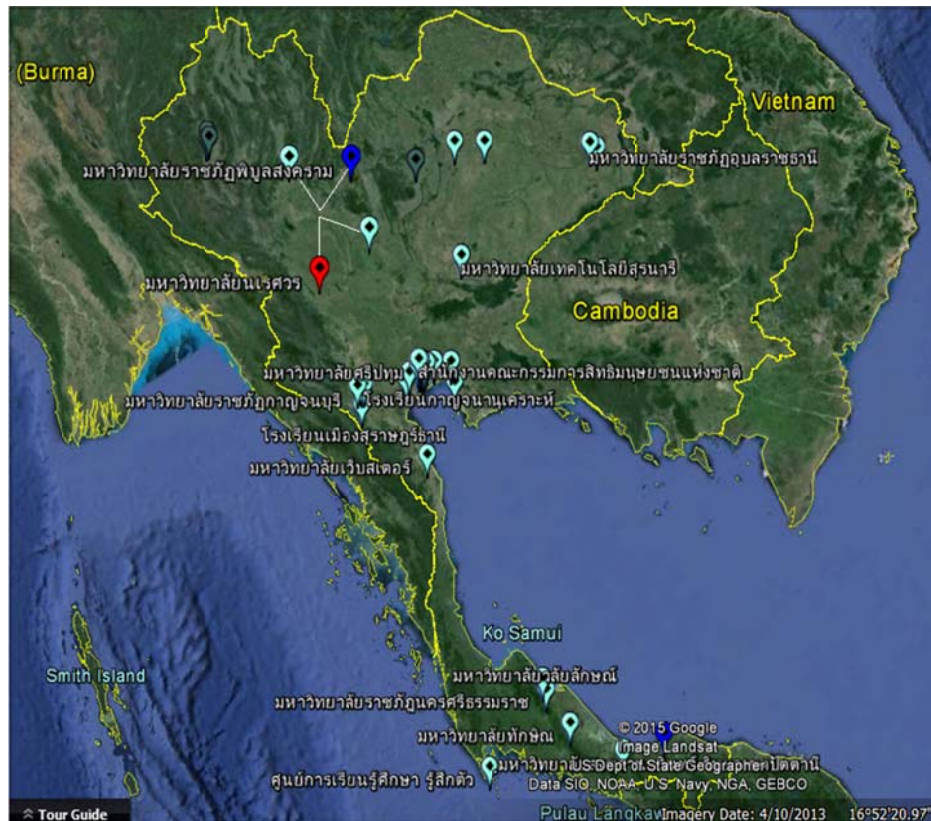 (Burma)
Vietnam
มหาวิทยาลัยราชภัฏอุบลราชธานี
มหาวิทยาลัยราชภัฏพิบูลสงคราม
มหาวิทยาลัยเทคโนโลยีสุรนารี
มหาวิทยาลัยนเรศวร
Cambodia
มหาวิทยาลัยศรีปทุม
สำนักงานคณะกรรมการสิทธิมนุษยชนแห่งชาติ
มหาวิทยาลัยราชภัฏกาญจนบุรี
โรงเรียนกาญจนานุเคราะห์
โรงเรียนเมืองสุราษฎร์ธานี
มหาวิทยาลัยเว็บสเตอร์
Ko Samui
Smith Island
มหาวิทยาลัยวลัยลักษณ์
มหาวิทยาลัยราชภัฏนครศรีธรรมราช
มหาวิทยาลัยทักษิณ
© 2015 Google
Image Landsat
US Dept of State Geographer
ศูนย์การเรียนรู้ศึกษา รู้สึกตัว
Data SIO, NOAA, U.S. Navy, NGA, GEBCO
Tour Guide
Pulau Langkawi
Imagery Date: 4/10/2013 16°52'20.97"